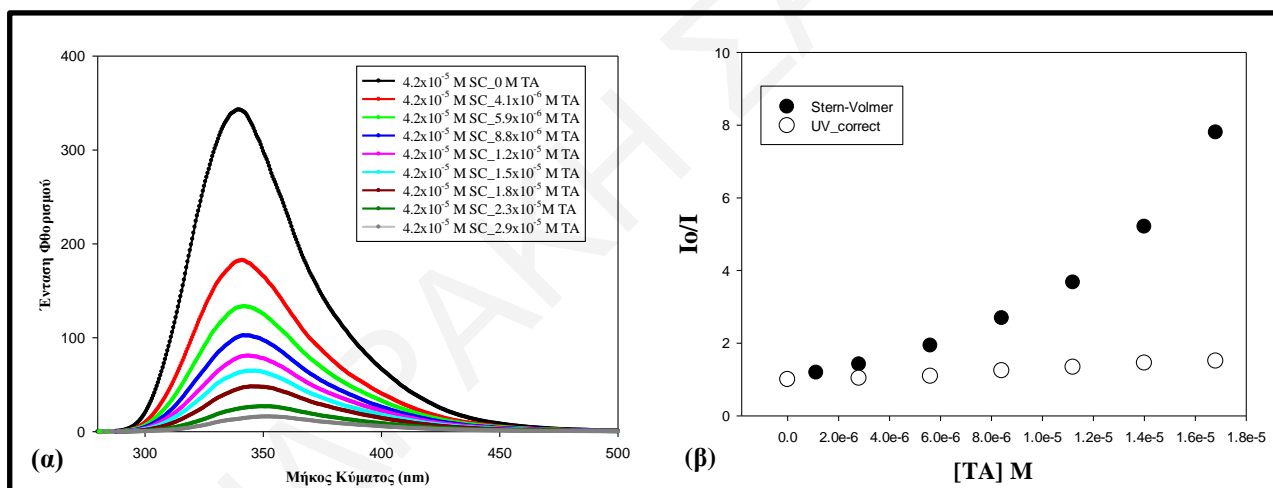 400
300
200
100
0
Ένταση Φθορισμού
4.2x10⁻⁵ M SC_0 M TA
4.2x10⁻⁵ M SC_4.1x10⁻⁶ M TA
4.2x10⁻⁵ M SC_5.9x10⁻⁶ M TA
4.2x10⁻⁵ M SC_8.8x10⁻⁶ M TA
4.2x10⁻⁵ M SC_1.2x10⁻⁵ M TA
4.2x10⁻⁵ M SC_1.5x10⁻⁵ M TA
4.2x10⁻⁵ M SC_1.8x10⁻⁵ M TA
4.2x10⁻⁵ M SC_2.3x10⁻⁵M TA
4.2x10⁻⁵ M SC_2.9x10⁻⁵ M TA
300 350 400 450 500
(α)
Μήκος Κύματος (nm)
10
8
6
4
2
0
Io/I
Stern-Volmer
UV_correct
0.0 2.0e-6 4.0e-6 6.0e-6 8.0e-6 1.0e-5 1.2e-5 1.4e-5 1.6e-5 1.8e-5
(β)
[TA] M